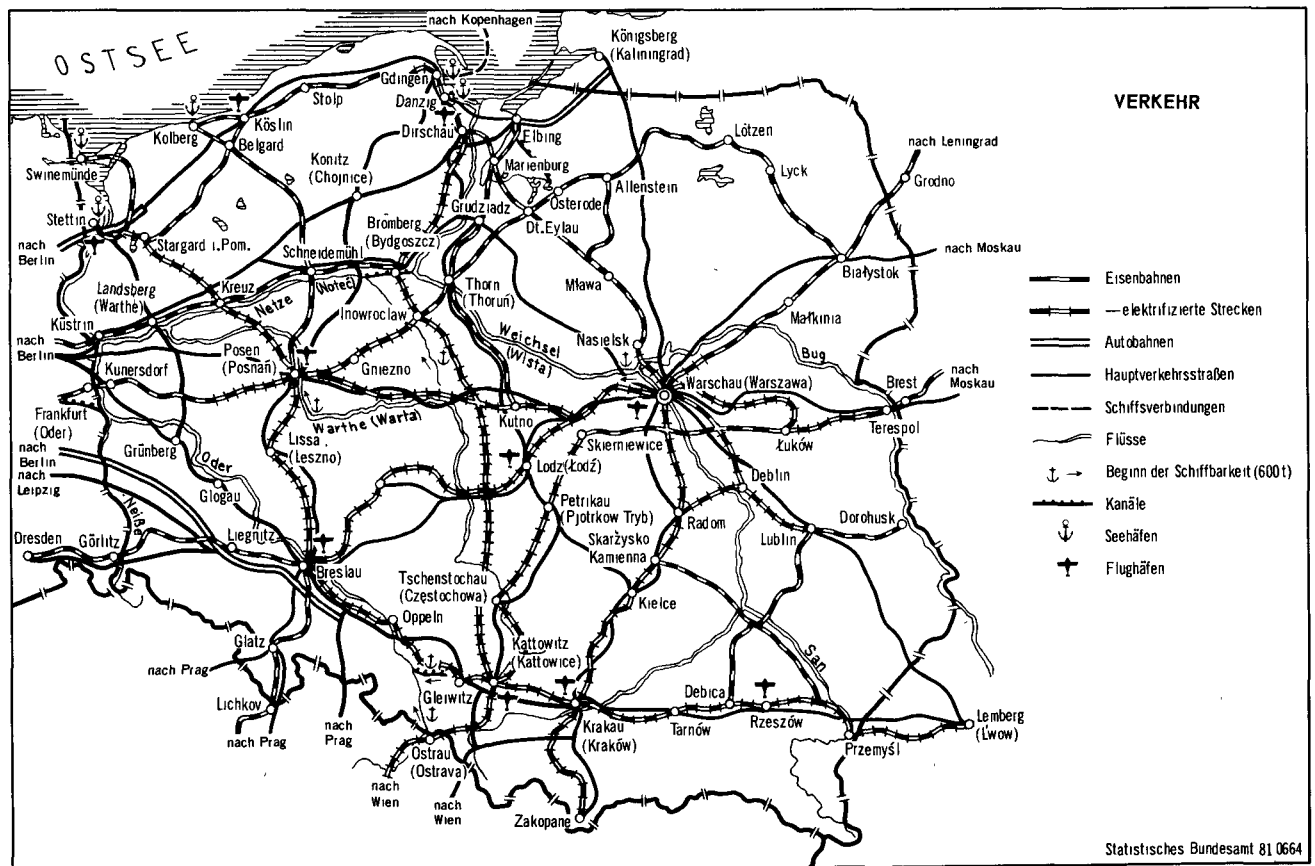 nach Kopenhagen
OSTSEE
Königsberg
(Kaliningrad)
Gdingen
VERKEHR
Stolp
Danzig
Kolberg
Köslin
Dirschau
Elbing
Lötzen
nach Leningrad
Belgard
Konitz
(Chojnice)
Marienburg
Lyck
Swinemünde
Allenstein
Grodno
Osterode
Grudziadz
Stettin
Bromberg
(Bydgoszcz)
Dt. Eylau
nach
Berlin
Stargard i. Pom.
Schneidemühl
nach Moskau
Białystok
Landsberg
(Warthe)
Kreuz
Netze
(Noteć)
Thorn
(Thoruń)
Mława
Eisenbahnen
Inowroclaw
Małkinia
—elektrifizierte Strecken
Küstrin
Weichsel
(Wisła)
Nasielsk
nach
Berlin
Posen
(Posnań)
Gniezno
Bug
Autobahnen
Kunersdorf
Warschau (Warszawa)
Brest
nach
Moskau
Hauptverkehrsstraßen
Frankfurt
(Oder)
Warthe (Warta)
Kutno
Terespol
Schiffsverbindungen
Grünberg
Lissa
(Leszno)
Skierniewice
Łuków
Flüsse
nach
Berlin
nach
Leipzig
Oder
Lodz (Łodź)
Beginn der Schiffbarkeit (600 t)
Glogau
Deblin
Neiße
Petrikau
(Pjotrkow Tryb)
Kanäle
Dorohusk
Dresden
Görlitz
Liegnitz
Radom
Lublin
Seehäfen
Skarżysko
Kamienna
Breslau
Flughäfen
Tschenstochau
(Częstochowa)
Kielce
Oppeln
Glatz
Kattowitz
(Kattowice)
San
nach Prag
Gleiwitz
Debica
Lichkov
Krakau
(Kraków)
Tarnów
Rzeszów
Lemberg
(Lwow)
nach Prag
nach
Prag
Ostrau
(Ostrava)
Przemyśl
nach
Wien
nach
Wien
Zakopane
Statistisches Bundesamt 81 0664